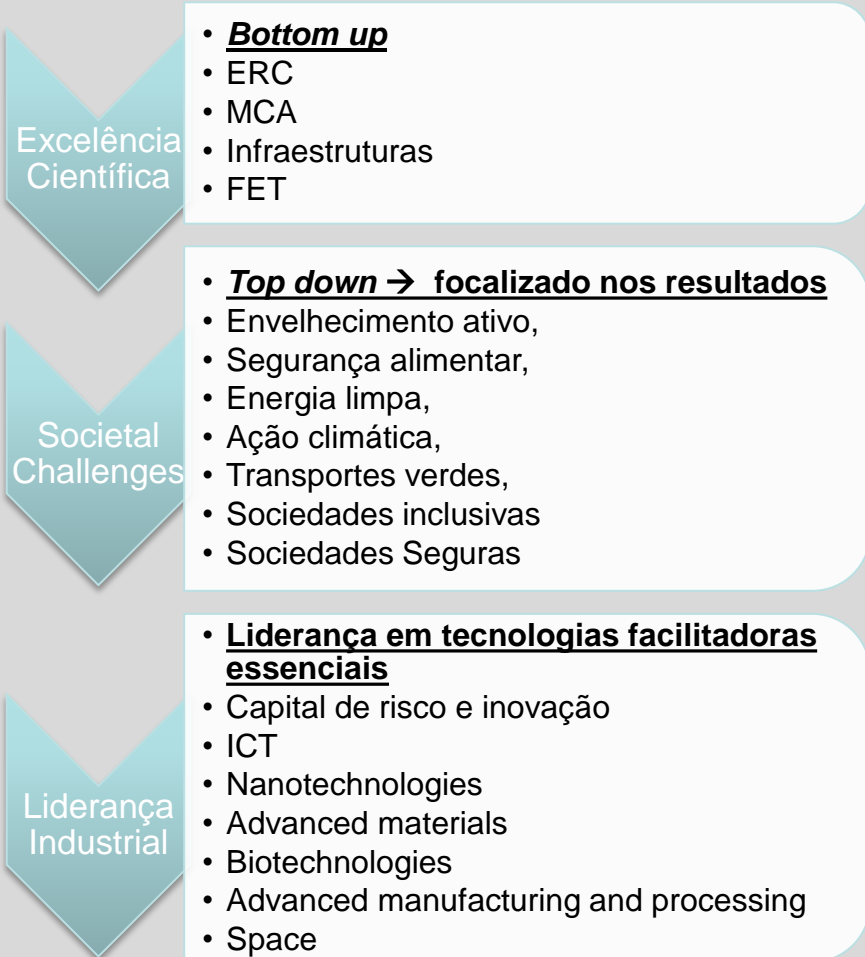 Excelência
Científica
• Bottom up
• ERC
• MCA
• Infraestruturas
• FET
Societal
Challenges
• Top down → focalizado nos resultados
• Envelhecimento ativo,
• Segurança alimentar,
• Energia limpa,
• Ação climática,
• Transportes verdes,
• Sociedades inclusivas
• Sociedades Seguras
Liderança
Industrial
• Liderança em tecnologias facilitadoras
essenciais
• Capital de risco e inovação
• ICT
• Nanotechnologies
• Advanced materials
• Biotechnologies
• Advanced manufacturing and processing
• Space